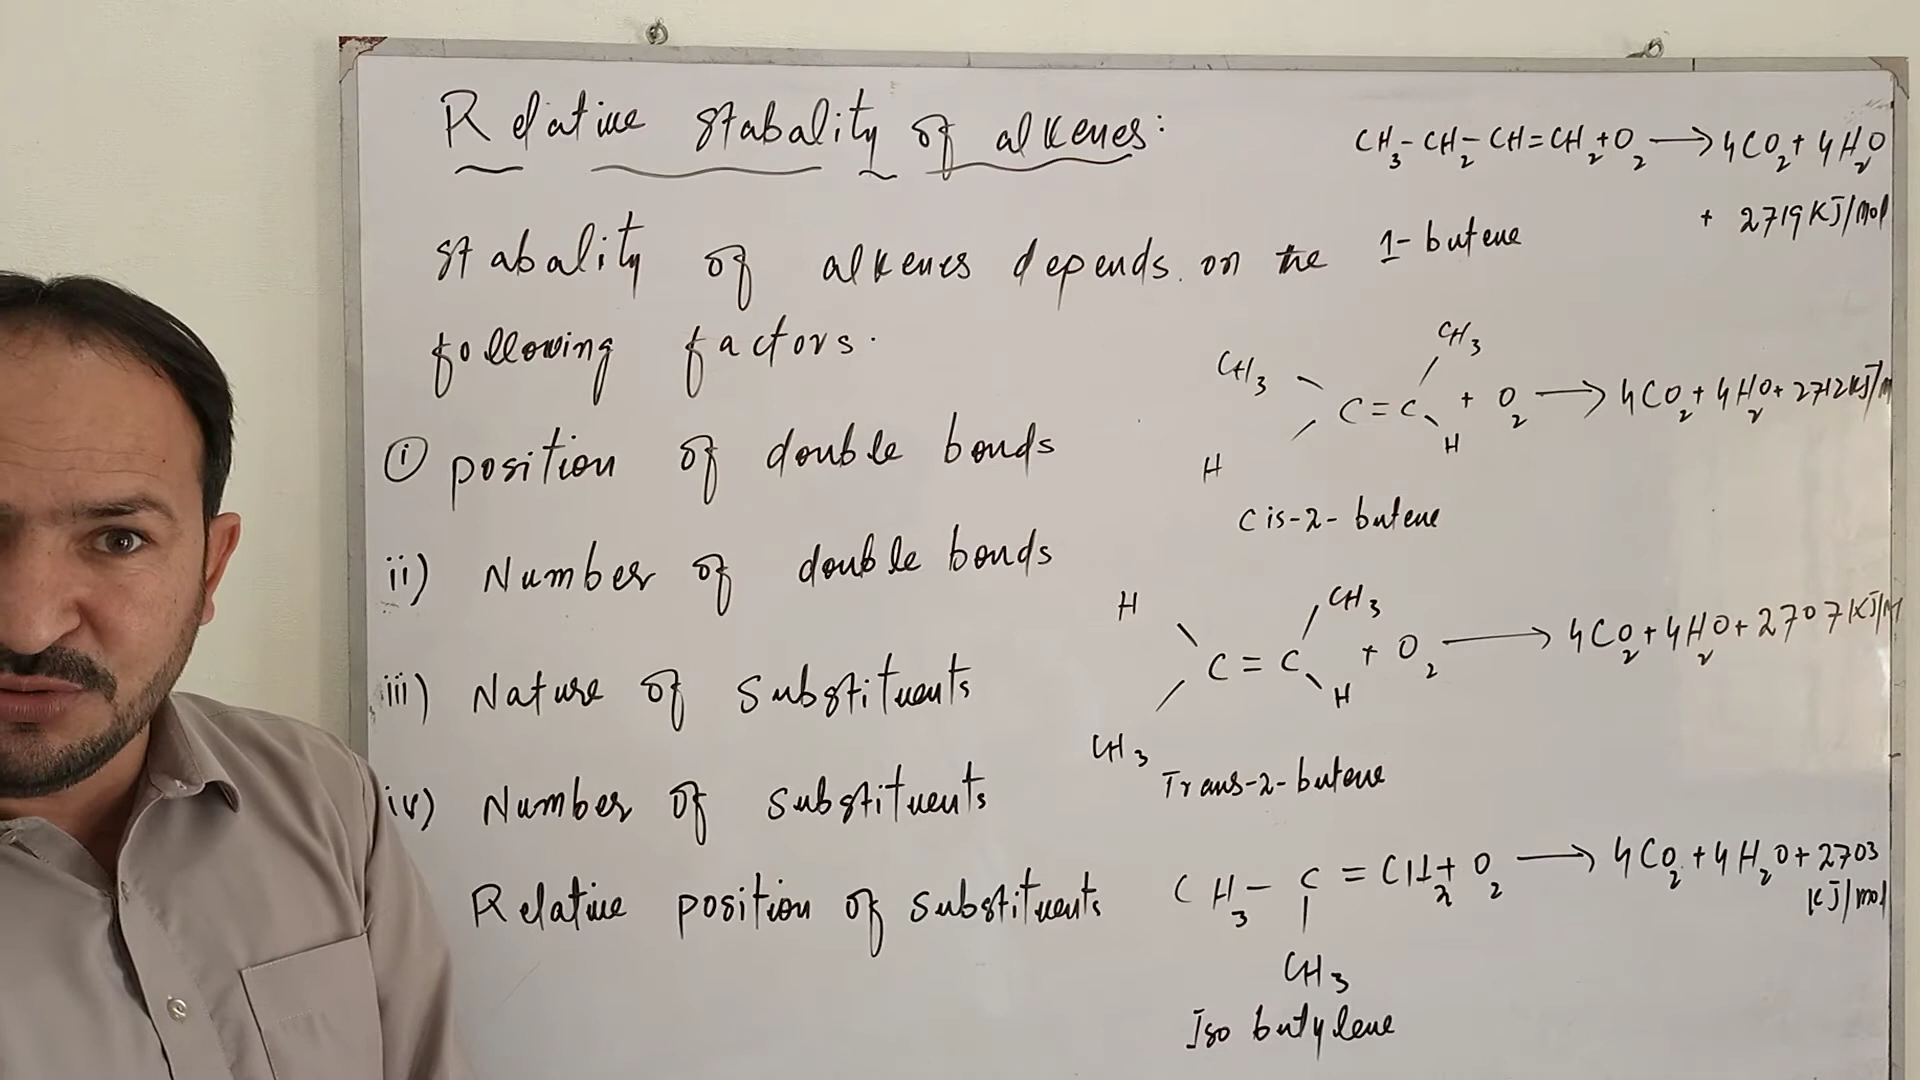 Relative stabality of alkenes:
stabality of alkenes depends on the
following factors.
i position of double bonds
ii) Number of double bonds
iii) Nature of substituents
iv) Number of substituents
Relative position of substituents
CH3-CH2-CH=CH2+O2 → 4CO2+ 4H2O
+ 2719 KJ/mol
1-butene
CH3
CH3
C=C + O2 → 4CO2+4H2O+2712KJ/m
H
H
Cis-2-butene
H
CH3
C=C + O2 → 4CO2+4H2O+2707KJ/M
H
CH3
Trans-2-butene
CH3-C=CH2+O2 → 4CO2+4H2O+2703
KJ/mol
CH3
Iso butylene